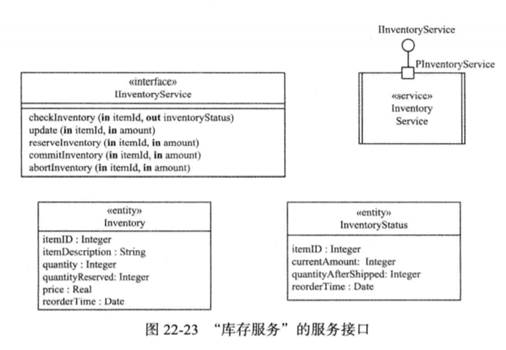 IInventoryService
PInventoryService
«service»
Inventory
Service
«interface»
IInventoryService
checkInventory (in itemId, out inventoryStatus)
update (in itemId, in amount)
reserveInventory (in itemId, in amount)
commitInventory (in itemId, in amount)
abortInventory (in itemId, in amount)
«entity»
Inventory
itemID : Integer
itemDescription : String
quantity : Integer
quantityReserved: Integer
price : Real
reorderTime : Date
«entity»
InventoryStatus
itemID : Integer
currentAmount: Integer
quantityAfterShipped: Integer
reorderTime : Date
图 22-23 “库存服务”的服务接口